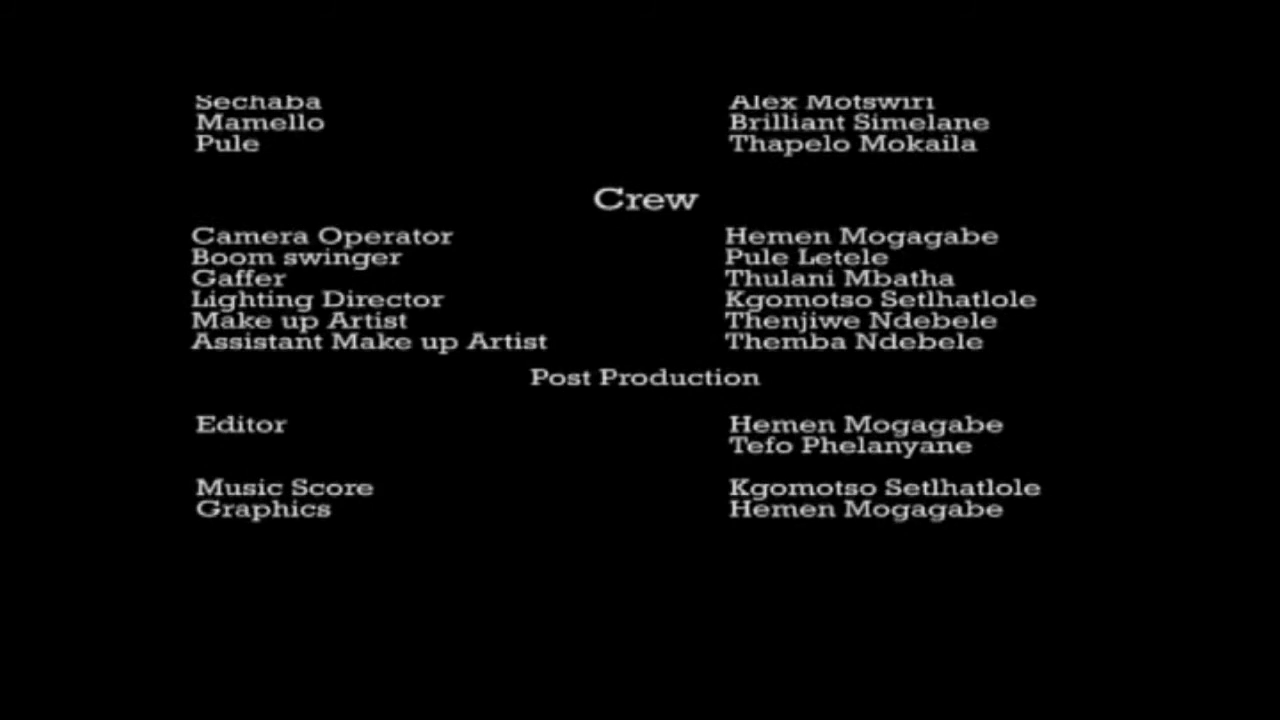 Sechaba Alex Motswiri
Mamello Brilliant Simelane
Pule Thapelo Mokaila
Crew
Camera Operator Hemen Mogagabe
Boom swinger Pule Letele
Gaffer Thulani Mbatha
Lighting Director Kgomotso Setlhatlole
Make up Artist Thenjiwe Ndebele
Assistant Make up Artist Themba Ndebele
Post Production
Editor Hemen Mogagabe
Tefo Phelanyane
Music Score Kgomotso Setlhatlole
Graphics Hemen Mogagabe